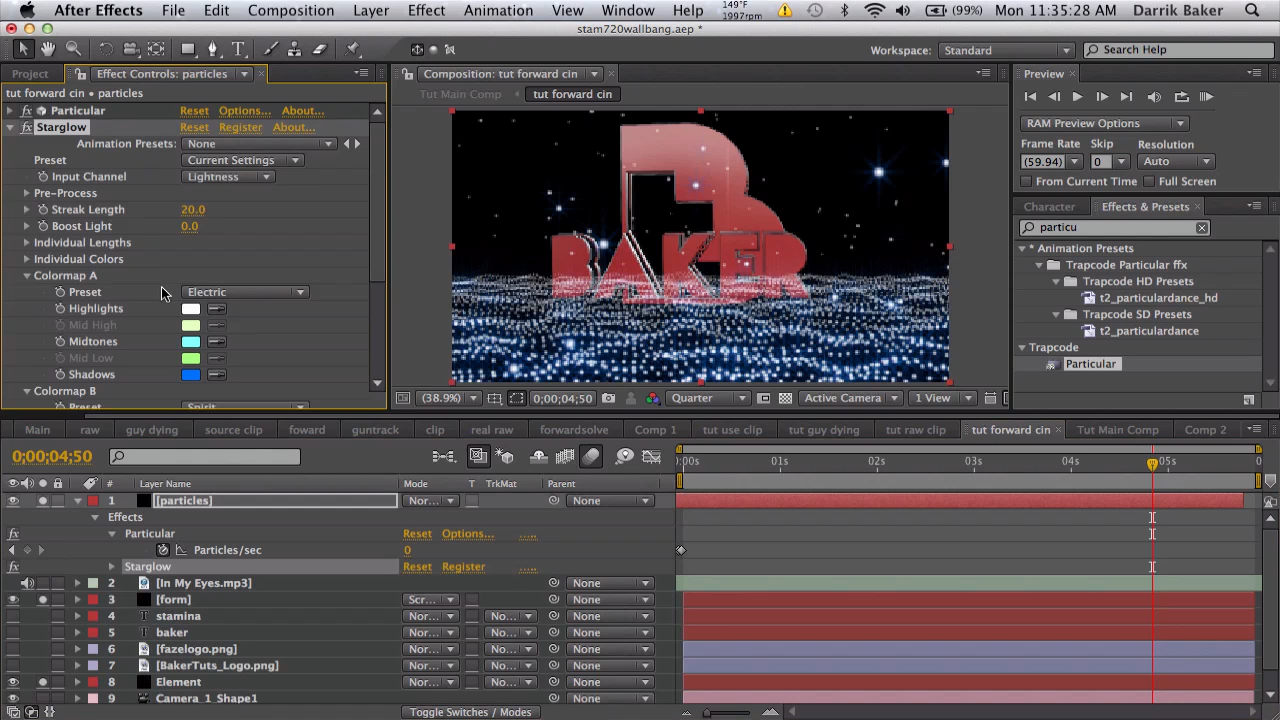 After Effects File Edit Composition Layer Effect Animation View Window Help 149°F 1997rpm (99%) Mon 11:35:28 AM Darrik Baker
stam720wallbang.aep *
Workspace: Standard Search Help
Project Effect Controls: particles Composition: tut forward cin Preview
tut forward cin • particles Tut Main Comp tut forward cin
Particular Reset Options... About...
Starglow Reset Register About...
Animation Presets: None
Preset Current Settings
Input Channel Lightness
Pre-Process
Streak Length 20.0
Boost Light 0.0
Individual Lengths
Individual Colors
Colormap A
Preset Electric
Highlights
Mid High
Midtones
Mid Low
Shadows
Colormap B
Preset Spirit
BAKER
(38.9%) 0;00;04;50 Quarter Active Camera 1 View
RAM Preview Options
Frame Rate Skip Resolution
(59.94) 0 Auto
From Current Time Full Screen
Character Effects & Presets
particu
* Animation Presets
Trapcode Particular ffx
Trapcode HD Presets
t2_particulardance_hd
Trapcode SD Presets
t2_particulardance
Trapcode
Particular
Main raw guy dying source clip foward guntrack clip real raw forwardsolve Comp 1 tut use clip tut guy dying tut raw clip tut forward cin Tut Main Comp Comp 2
0;00;04;50 :00s 01s 02s 03s 04s 05s 0
# Layer Name Mode T TrkMat Parent
1 [particles] Nor... None
Effects
Particular Reset Options... .....
Particles/sec 0
Starglow Reset Register .....
2 [In My Eyes.mp3] None
3 [form] Scr... None
4 stamina Nor... No... None
5 baker Nor... No... None
6 [fazelogo.png] Nor... No... None
7 [BakerTuts_Logo.png] Nor... No... None
8 Element Nor... No... None
9 Camera_1_Shape1 Nor... No... None
Toggle Switches / Modes